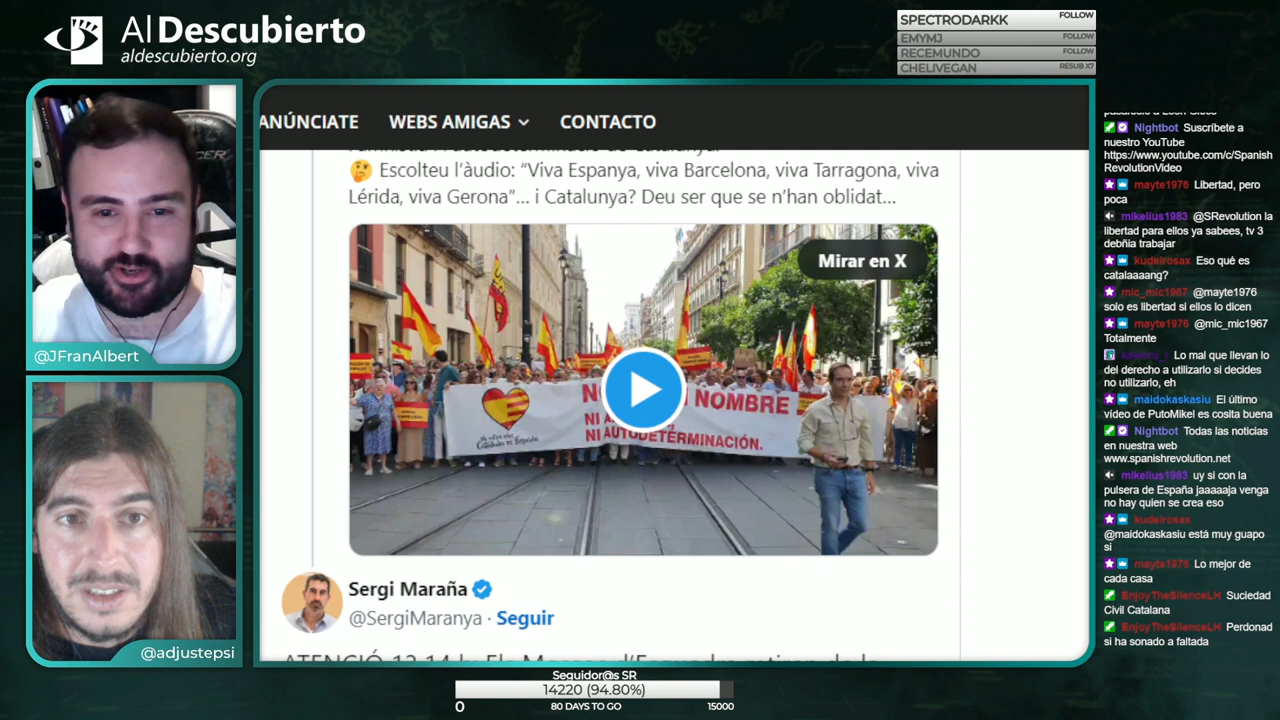 Al Descubierto
aldescubierto.org
SPECTRODARKK FOLLOW
EMYMJ FOLLOW
RECEMUNDO FOLLOW
CHELIVEGAN RESUB X7
@JFranAlbert
@adjustepsi
ANÚNCIATE WEBS AMIGAS CONTACTO
🤔 Escolteu l'àudio: “Viva Espanya, viva Barcelona, viva Tarragona, viva
Lérida, viva Gerona”... i Catalunya? Deu ser que se n'han oblidat...
Mirar en X
NOMBRE
NI AUTODETERMINACIÓN.
Sergi Maraña
@SergiMaranya · Seguir
Nightbot Suscríbete a
nuestro YouTube
https://www.youtube.com/c/Spanish
RevolutionVideo
mayte1976 Libertad, pero
poca
mikelius1983 @SRevolution la
libertad para ellos ya sabees, tv 3
debñia trabajar
kudeirosax Eso qué es
catalaaaang?
mic_mic1967 @mayte1976
solo es libertad si ellos lo dicen
mayte1976 @mic_mic1967
Totalmente
Lo mal que llevan lo
del derecho a utilizarlo si decides
no utilizarlo, eh
maidokaskasiu El último
vídeo de PutoMikel es cosita buena
Nightbot Todas las noticias
en nuestra web
www.spanishrevolution.net
mikelius1983 uy si con la
pulsera de España jaaaaaja venga
no hay quien se crea eso
kudeirosax
@maidokaskasiu está muy guapo
si
mayte1976 Lo mejor de
cada casa
EnjoyTheSilenceLH Suciedad
Civil Catalana
EnjoyTheSilenceLH Perdonad
si ha sonado a faltada
Seguidor@s SR
14220 (94.80%)
0 80 DAYS TO GO 15000